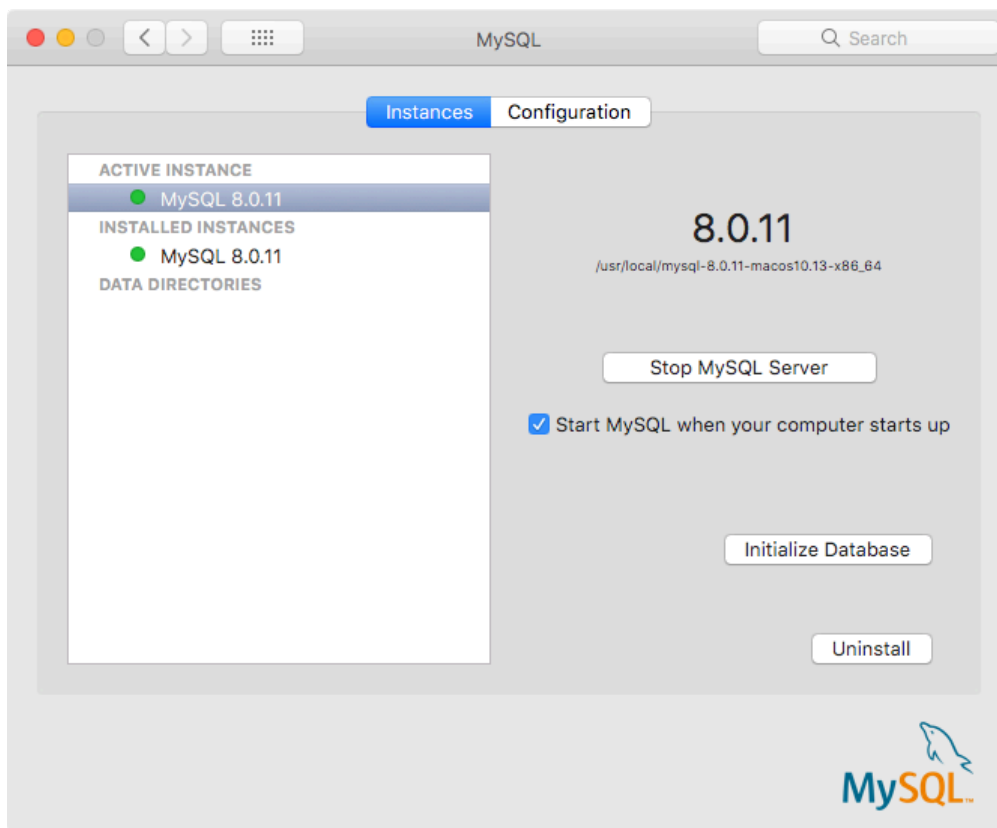 MySQL
Search
Instances Configuration
ACTIVE INSTANCE
MySQL 8.0.11
INSTALLED INSTANCES
MySQL 8.0.11
DATA DIRECTORIES
8.0.11
/usr/local/mysql-8.0.11-macos10.13-x86_64
Stop MySQL Server
Start MySQL when your computer starts up
Initialize Database
Uninstall
MySQL™